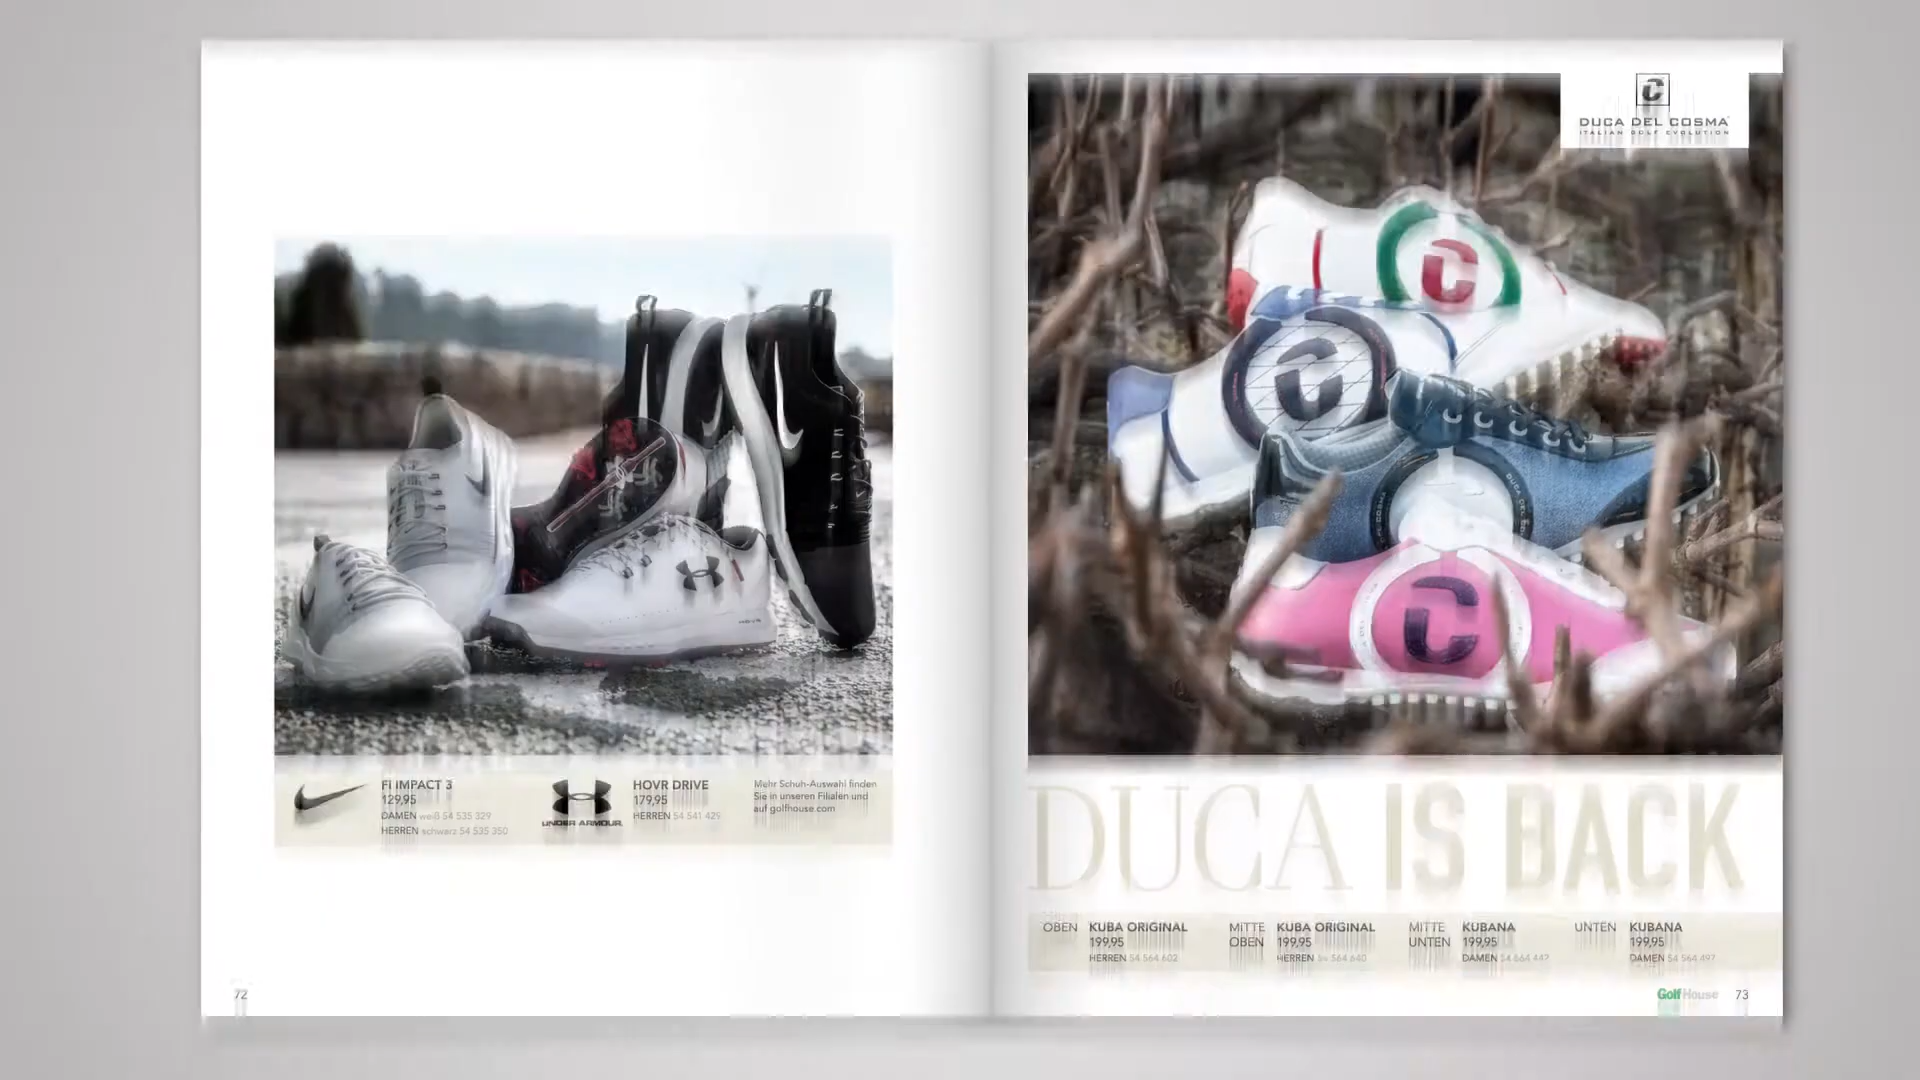 FI IMPACT 3
129,95
DAMEN weiß 54 535 329
HERREN schwarz 54 535 350
UNDER ARMOUR.
HOVR DRIVE
179,95
HERREN 54 541 429
Mehr Schuh-Auswahl finden
Sie in unseren Filialen und
auf golfhouse.com
72
DUCA DEL COSMA
ITALIAN GOLF EVOLUTION
DUCA IS BACK
OBEN KUBA ORIGINAL
199,95
HERREN 54 564 602
MITTE OBEN KUBA ORIGINAL
199,95
HERREN 54 564 640
MITTE UNTEN KUBANA
199,95
DAMEN 54 564 447
UNTEN KUBANA
199,95
DAMEN 54 564 497
GolfHouse 73